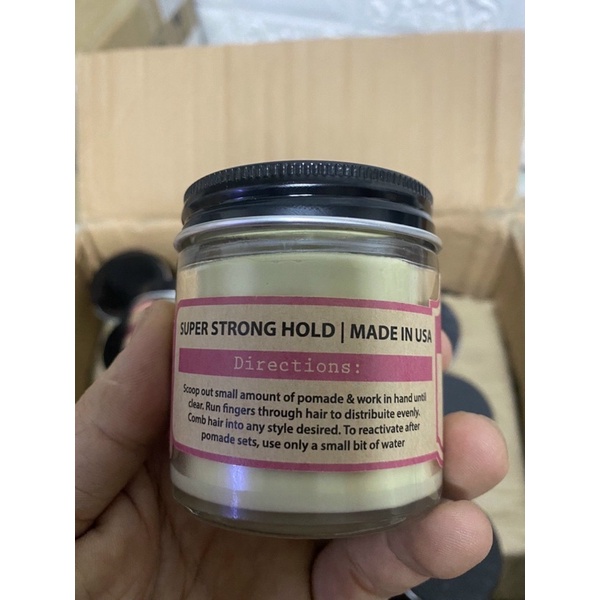 SUPER STRONG HOLD | MADE IN USA
Directions:
Scoop out small amount of pomade & work in hand until
clear. Run fingers through hair to distribuite evenly.
Comb hair into any style desired. To reactivate after
pomade sets, use only a small bit of water